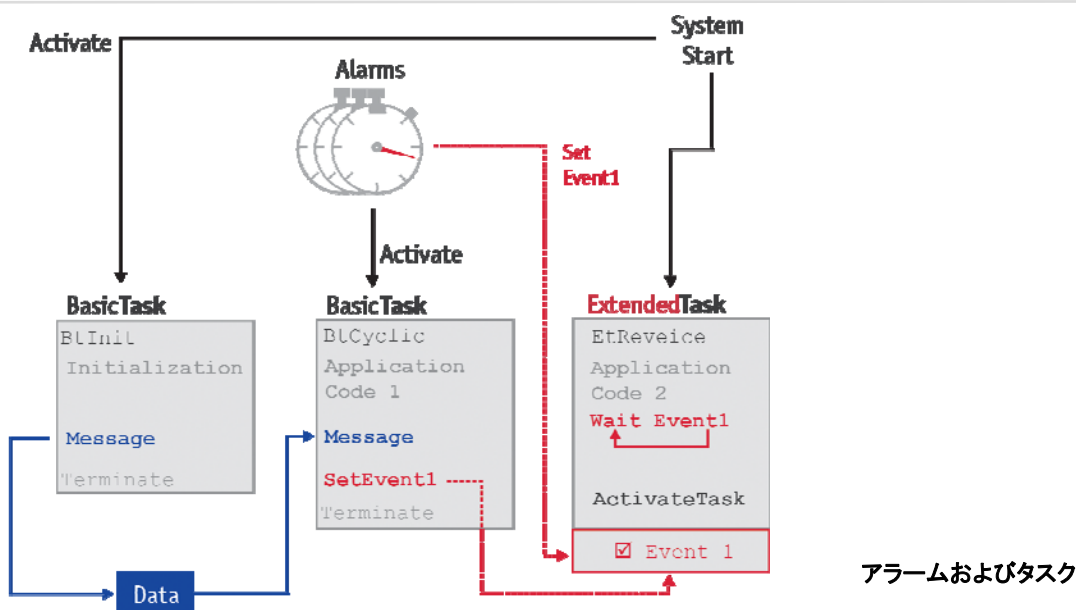 System
Start
Activate
Alarms
Set
Event1
Activate
BasicTask
BtInit
Initialization
Message
Terminate
BasicTask
BtCyclic
Application
Code 1
Message
SetEvent1
Terminate
ExtendedTask
EtReveice
Application
Code 2
Wait Event1
ActivateTask
☑ Event 1
Data
アラームおよびタスク